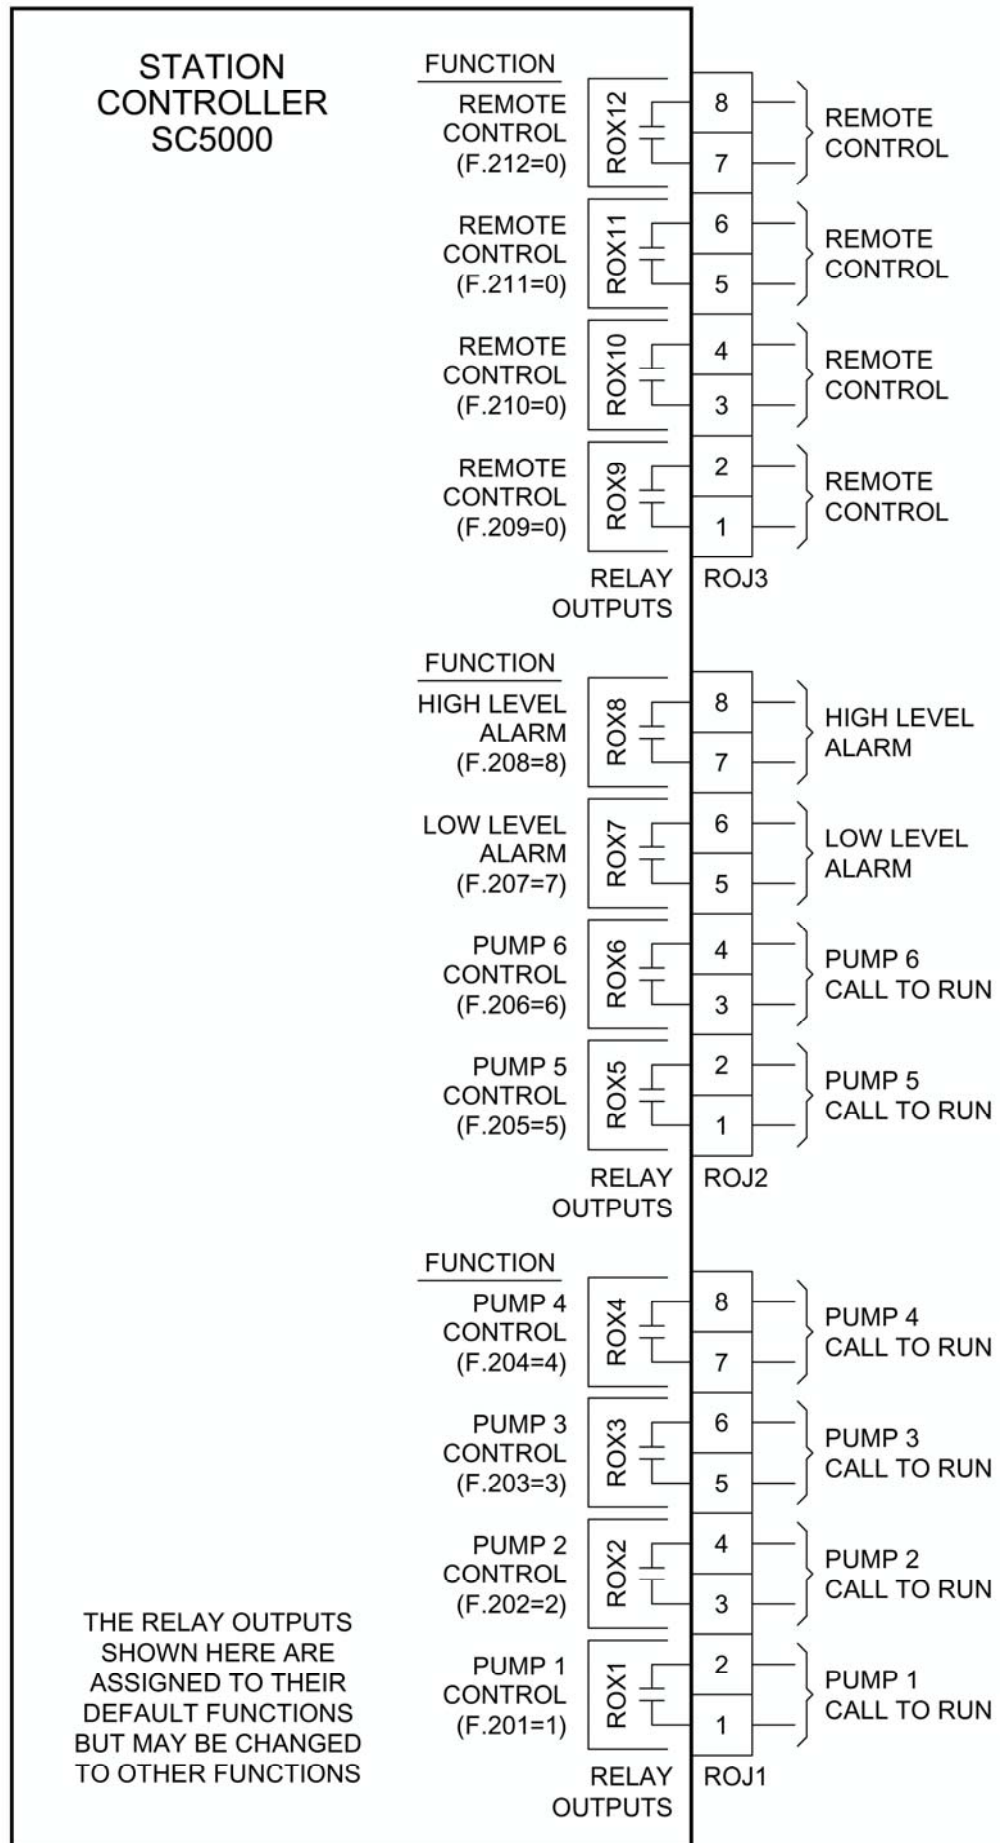 STATION
CONTROLLER
SC5000
FUNCTION
REMOTE
CONTROL
(F.212=0)
ROX12
8
7
REMOTE
CONTROL
REMOTE
CONTROL
(F.211=0)
ROX11
6
5
REMOTE
CONTROL
REMOTE
CONTROL
(F.210=0)
ROX10
4
3
REMOTE
CONTROL
REMOTE
CONTROL
(F.209=0)
ROX9
2
1
REMOTE
CONTROL
RELAY
OUTPUTS
ROJ3
FUNCTION
HIGH LEVEL
ALARM
(F.208=8)
ROX8
8
7
HIGH LEVEL
ALARM
LOW LEVEL
ALARM
(F.207=7)
ROX7
6
5
LOW LEVEL
ALARM
PUMP 6
CONTROL
(F.206=6)
ROX6
4
3
PUMP 6
CALL TO RUN
PUMP 5
CONTROL
(F.205=5)
ROX5
2
1
PUMP 5
CALL TO RUN
RELAY
OUTPUTS
ROJ2
FUNCTION
PUMP 4
CONTROL
(F.204=4)
ROX4
8
7
PUMP 4
CALL TO RUN
PUMP 3
CONTROL
(F.203=3)
ROX3
6
5
PUMP 3
CALL TO RUN
PUMP 2
CONTROL
(F.202=2)
ROX2
4
3
PUMP 2
CALL TO RUN
PUMP 1
CONTROL
(F.201=1)
ROX1
2
1
PUMP 1
CALL TO RUN
RELAY
OUTPUTS
ROJ1
THE RELAY OUTPUTS
SHOWN HERE ARE
ASSIGNED TO THEIR
DEFAULT FUNCTIONS
BUT MAY BE CHANGED
TO OTHER FUNCTIONS